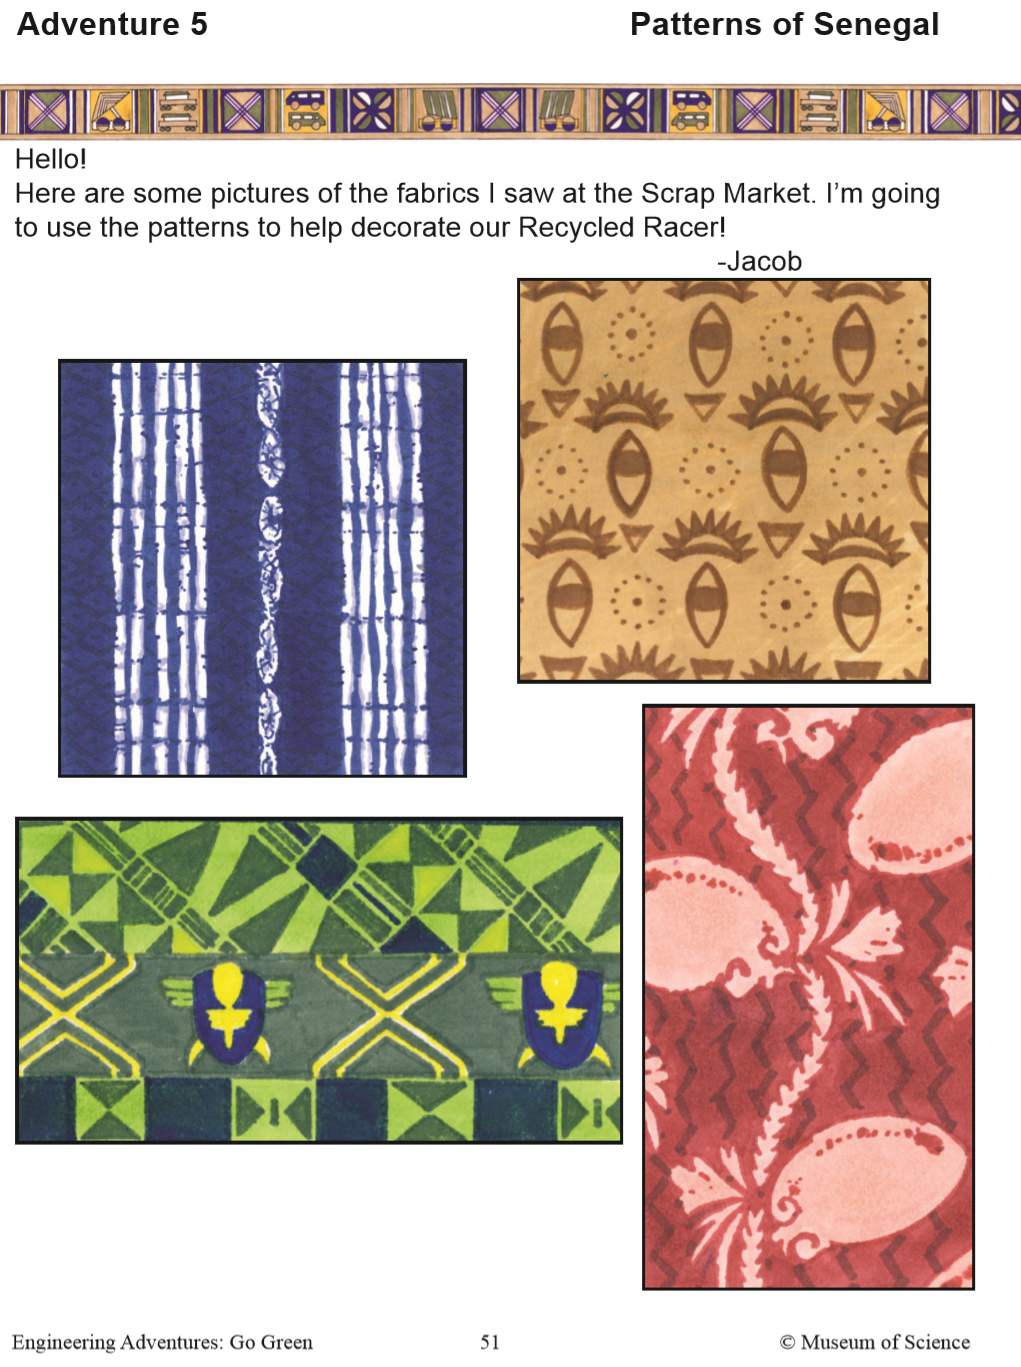 Adventure 5
Patterns of Senegal
Hello!
Here are some pictures of the fabrics I saw at the Scrap Market. I’m going
to use the patterns to help decorate our Recycled Racer!
-Jacob
Engineering Adventures: Go Green
51
© Museum of Science